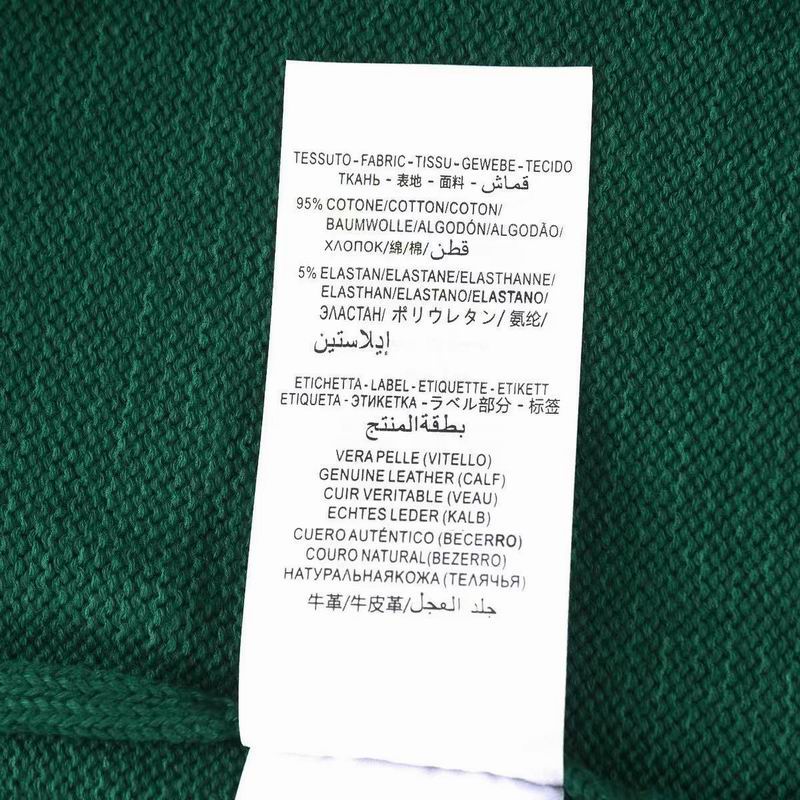 TESSUTO-FABRIC-TISSU-GEWEBE-TECIDO
ТКАНЬ - 表地 - 面料 - قماش
95% COTONE/COTTON/COTON/
BAUMWOLLE/ALGODÓN/ALGODÃO/
ХЛОПОК/綿/棉/قطن
5% ELASTAN/ELASTANE/ELASTHANNE/
ELASTHAN/ELASTANO/ELASTANO/
ЭЛАСТАН/ ポリウレタン/ 氨纶/
إيلاستين
ETICHETTA-LABEL-ETIQUETTE-ETIKETT
ETIQUETA-ЭТИКЕТКА-ラベル部分-标签
بطقة المنتج
VERA PELLE (VITELLO)
GENUINE LEATHER (CALF)
CUIR VERITABLE (VEAU)
ECHTES LEDER (KALB)
CUERO AUTÉNTICO (BECERRO)
COURO NATURAL(BEZERRO)
НАТУРАЛЬНАЯКОЖА (ТЕЛЯЧЬЯ)
牛革/牛皮革/جلد العجل